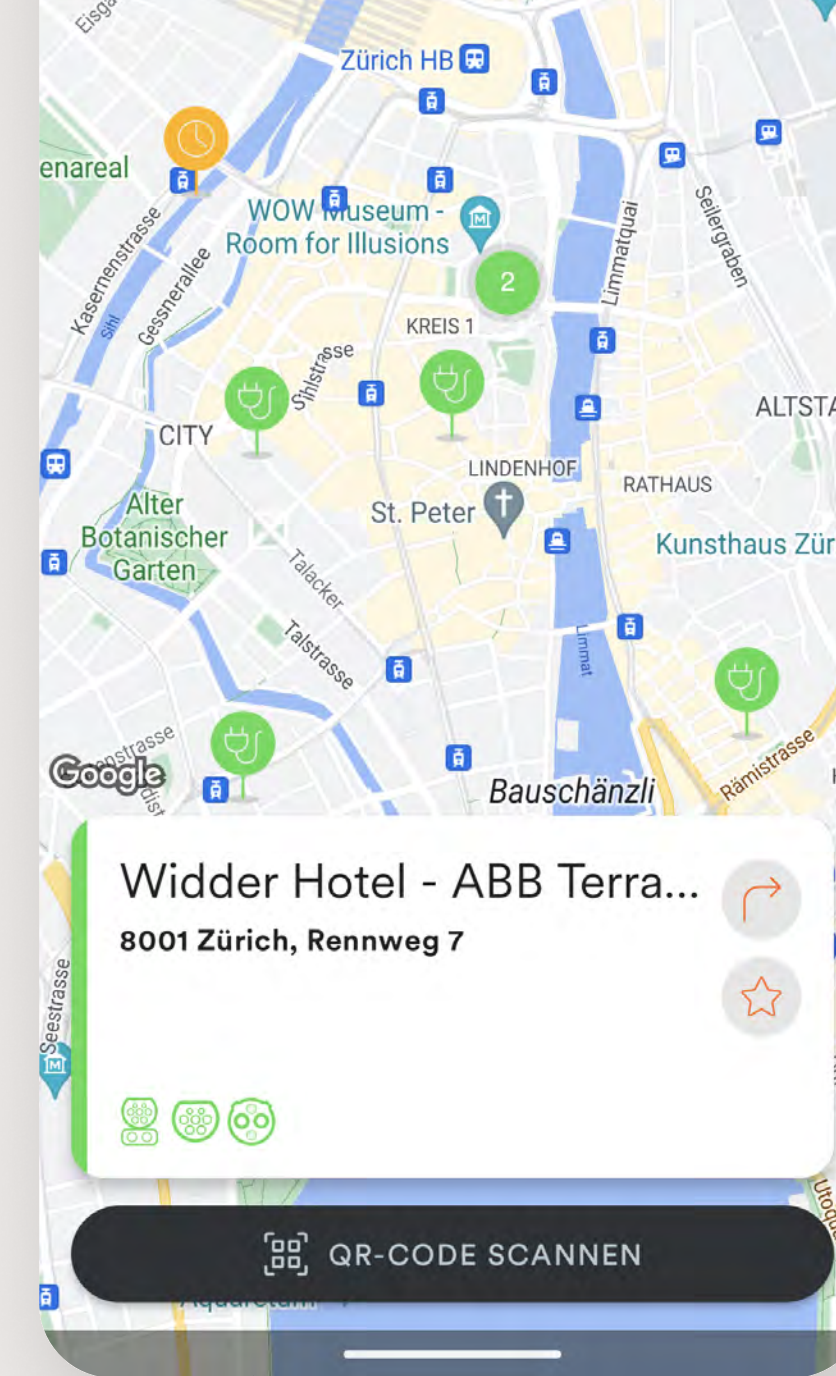 Zürich HB
enareal
WOW Museum -
Room for Illusions
Kasernenstrasse
Gessnerallee
Sihl
Limmatquai
Seilergraben
2
KREIS 1
Sihlstrasse
CITY
ALTSTA
LINDENHOF
RATHAUS
St. Peter
Alter
Botanischer
Garten
Kunsthaus Zür
Talacker
Talstrasse
Limmat
Rämistrasse
Google
Bauschänzli
Widder Hotel - ABB Terra...
8001 Zürich, Rennweg 7
Seestrasse
QR-CODE SCANNEN